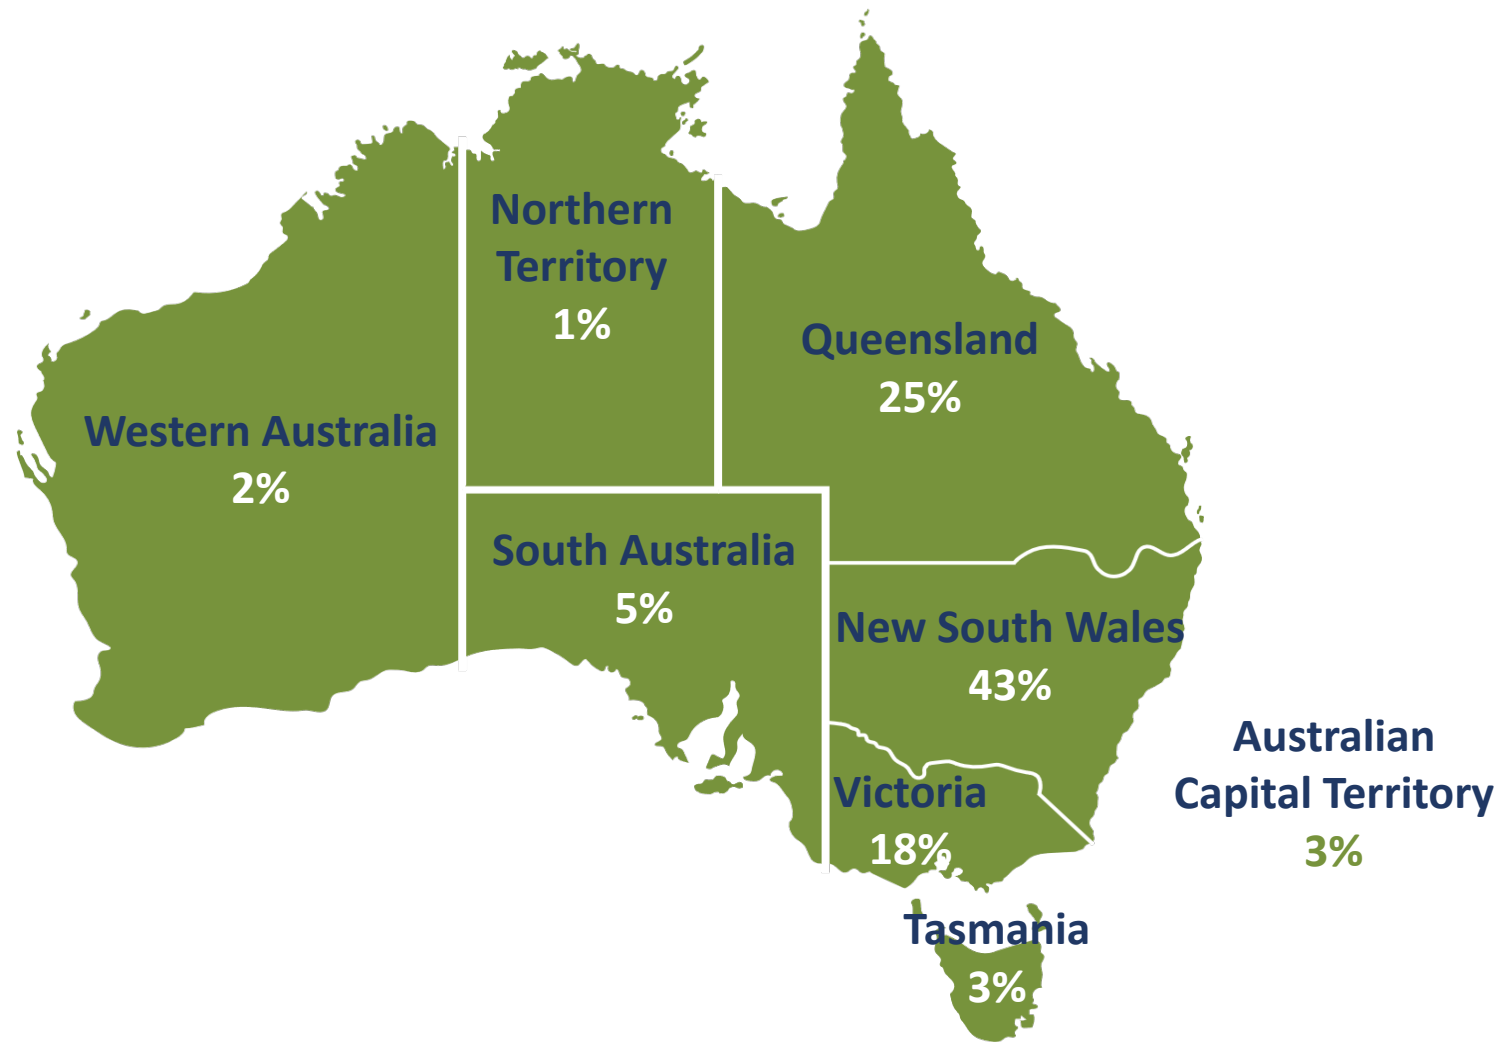 Northern
Territory
1%
Queensland
25%
Western Australia
2%
South Australia
5%
New South Wales
43%
Australian
Capital Territory
3%
Victoria
18%
Tasmania
3%